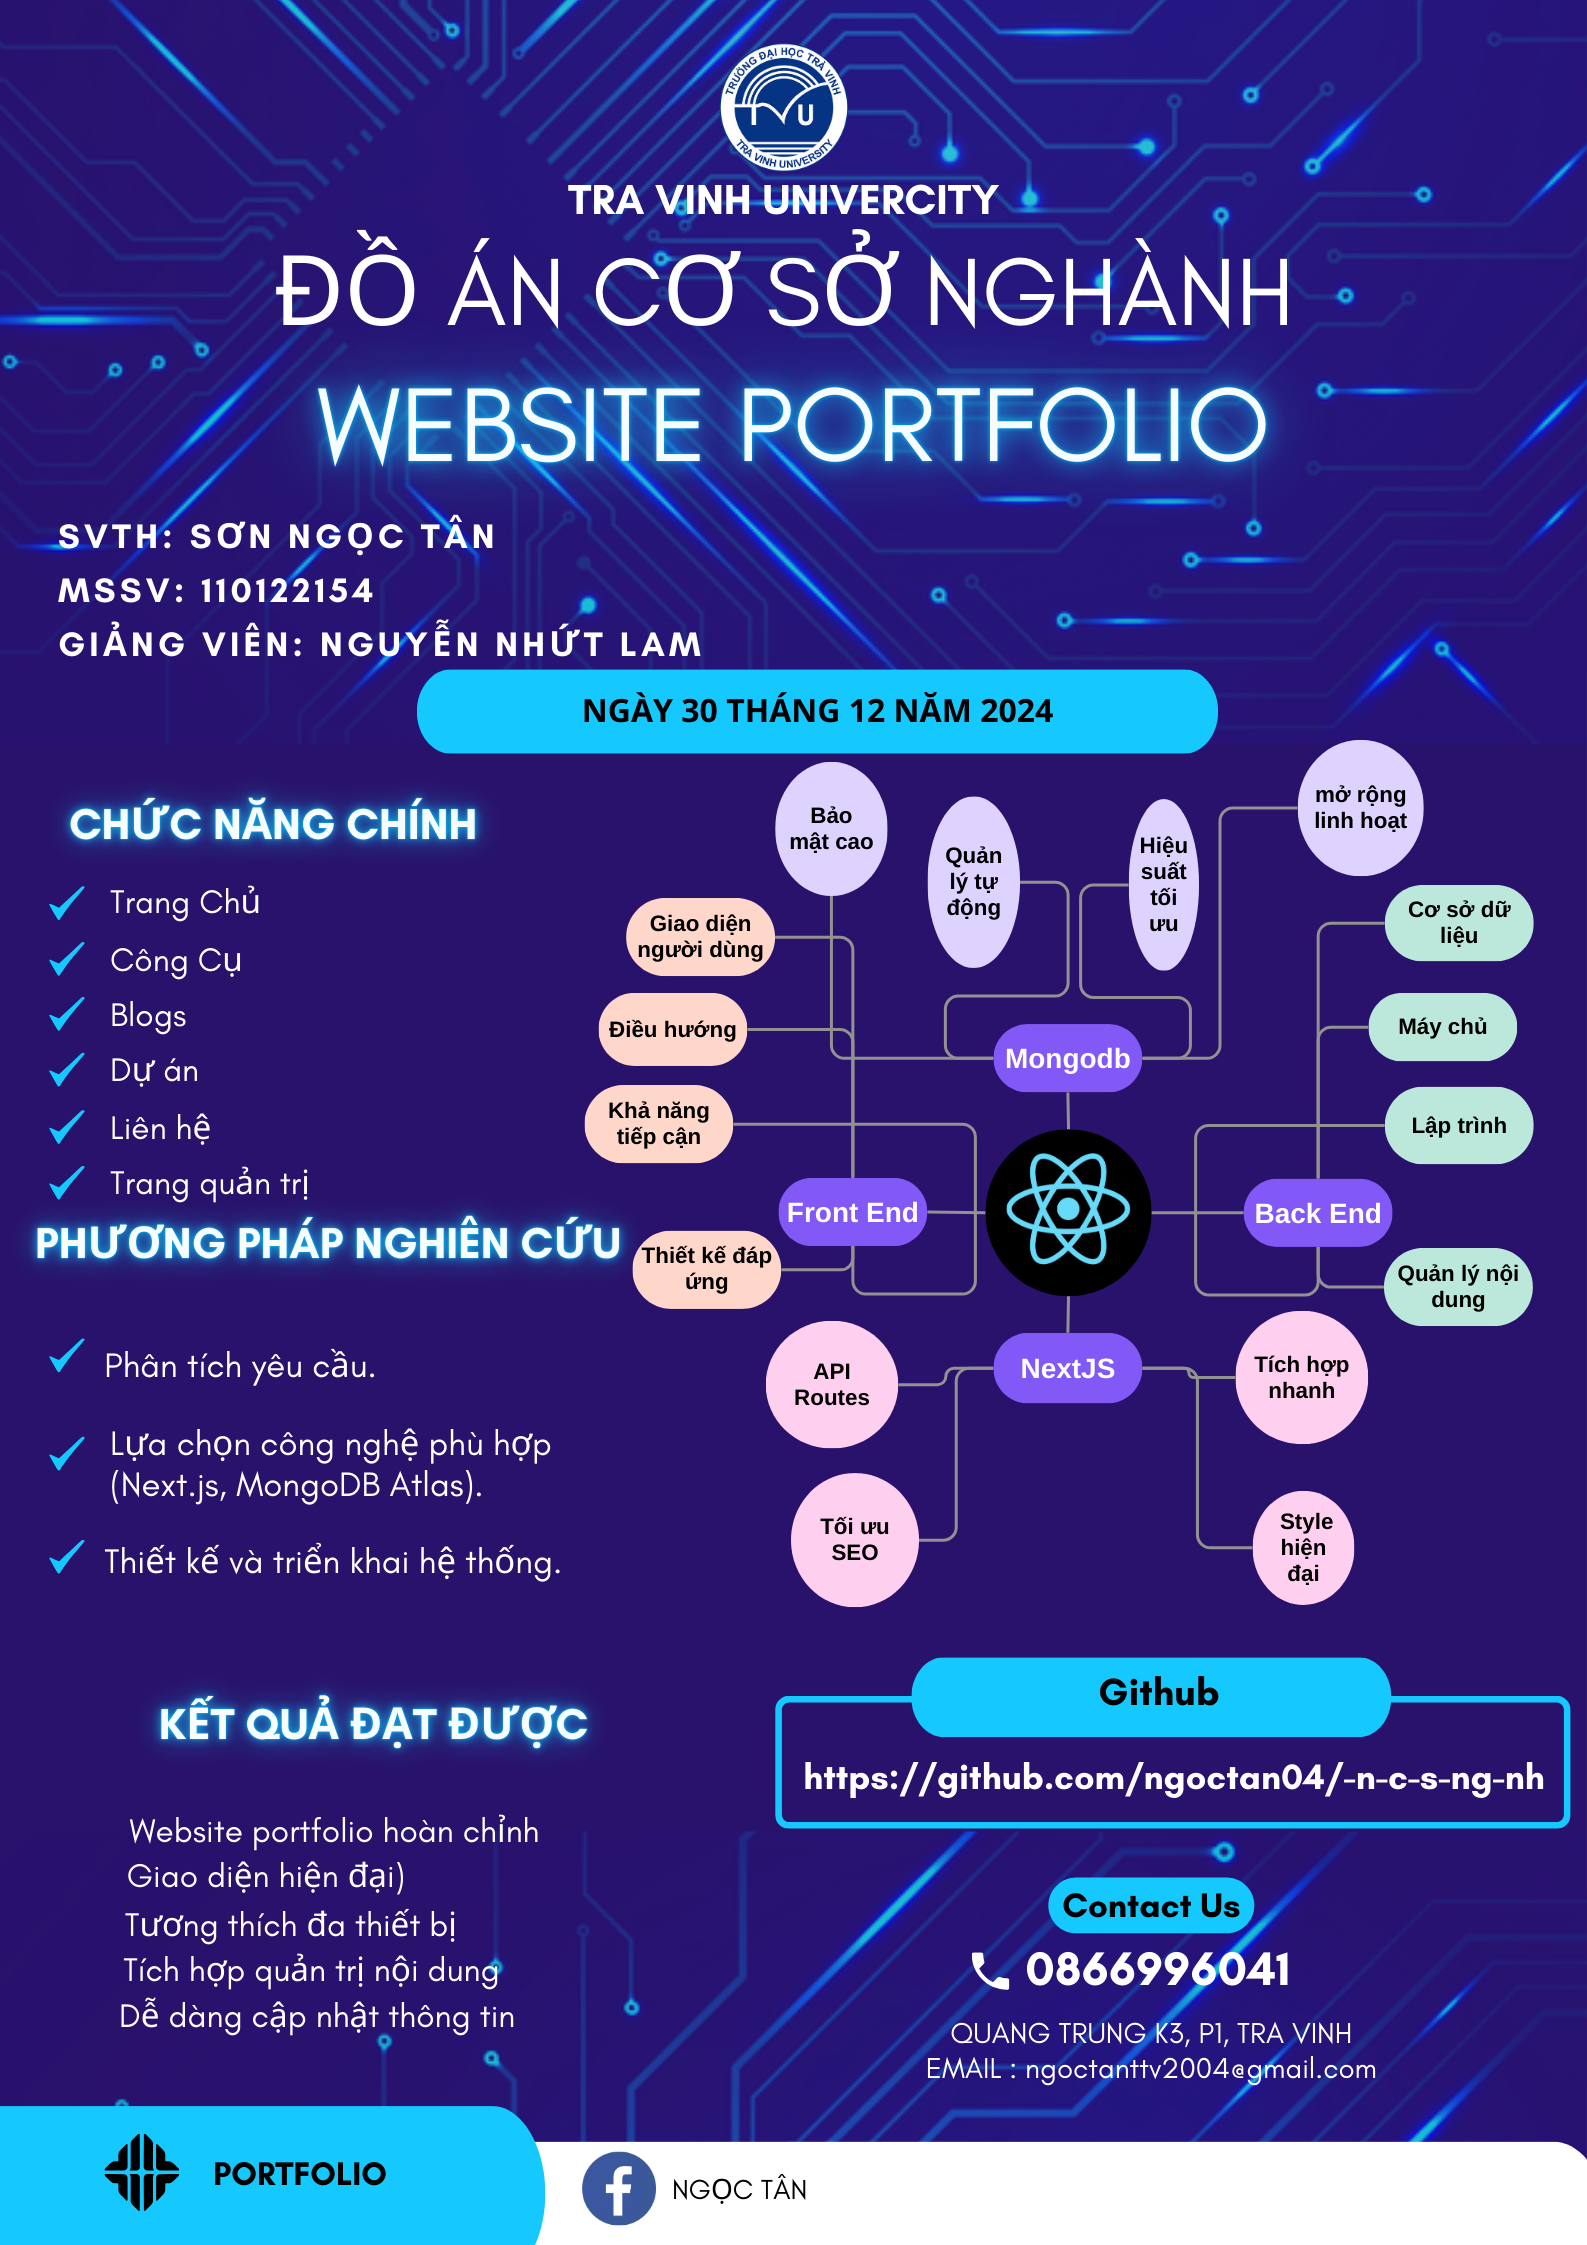 TRƯỜNG ĐẠI HỌC TRÀ VINH
TVU
TRA VINH UNIVERSITY
TRA VINH UNIVERCITY
ĐỒ ÁN CƠ SỞ NGHÀNH
WEBSITE PORTFOLIO
SVTH: SƠN NGỌC TÂN
MSSV: 110122154
GIẢNG VIÊN: NGUYỄN NHỨT LAM
NGÀY 30 THÁNG 12 NĂM 2024
CHỨC NĂNG CHÍNH
Trang Chủ
Công Cụ
Blogs
Dự án
Liên hệ
Trang quản trị
PHƯƠNG PHÁP NGHIÊN CỨU
Phân tích yêu cầu.
Lựa chọn công nghệ phù hợp
(Next.js, MongoDB Atlas).
Thiết kế và triển khai hệ thống.
Bảo
mật cao
Quản
lý tự
động
Hiệu
suất
tối
ưu
mở rộng
linh hoạt
Giao diện
người dùng
Điều hướng
Khả năng
tiếp cận
Thiết kế đáp
ứng
Mongodb
Front End
Back End
NextJS
Cơ sở dữ
liệu
Máy chủ
Lập trình
Quản lý nội
dung
API
Routes
Tối ưu
SEO
Tích hợp
nhanh
Style
hiện
đại
KẾT QUẢ ĐẠT ĐƯỢC
Website portfolio hoàn chỉnh
Giao diện hiện đại)
Tương thích đa thiết bị
Tích hợp quản trị nội dung
Dễ dàng cập nhật thông tin
Github
https://github.com/ngoctan04/-n-c-s-ng-nh
Contact Us
0866996041
QUANG TRUNG K3, P1, TRA VINH
EMAIL : ngoctanttv2004@gmail.com
PORTFOLIO
NGỌC TÂN